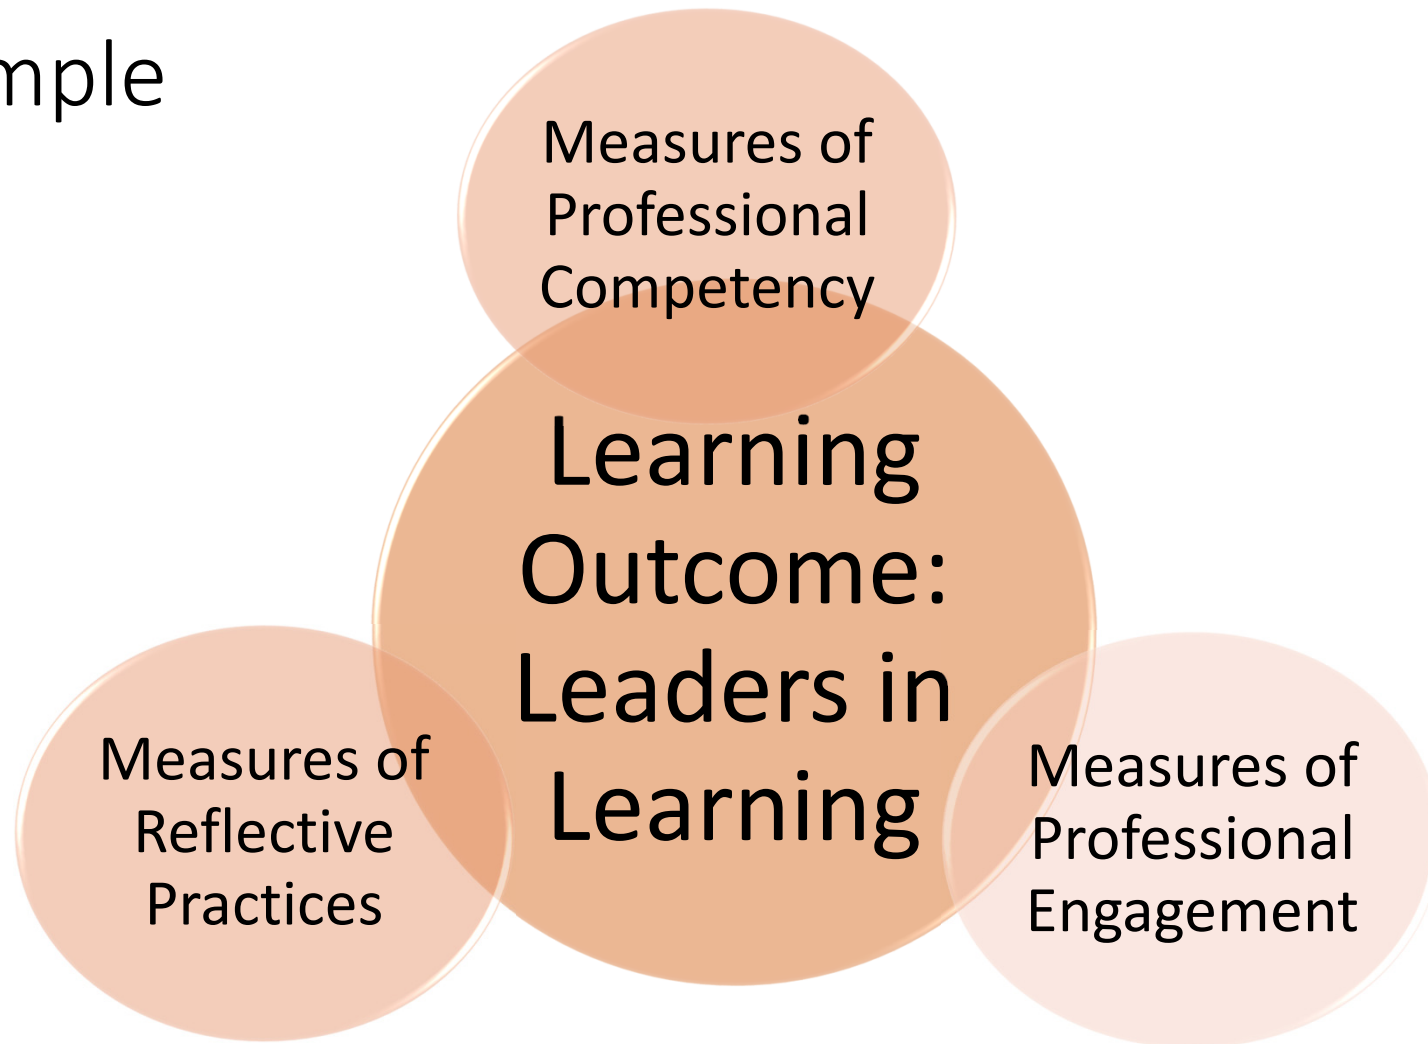 mple
Measures of
Professional
Competency
Learning
Outcome:
Leaders in
Learning
Measures of
Reflective
Practices
Measures of
Professional
Engagement